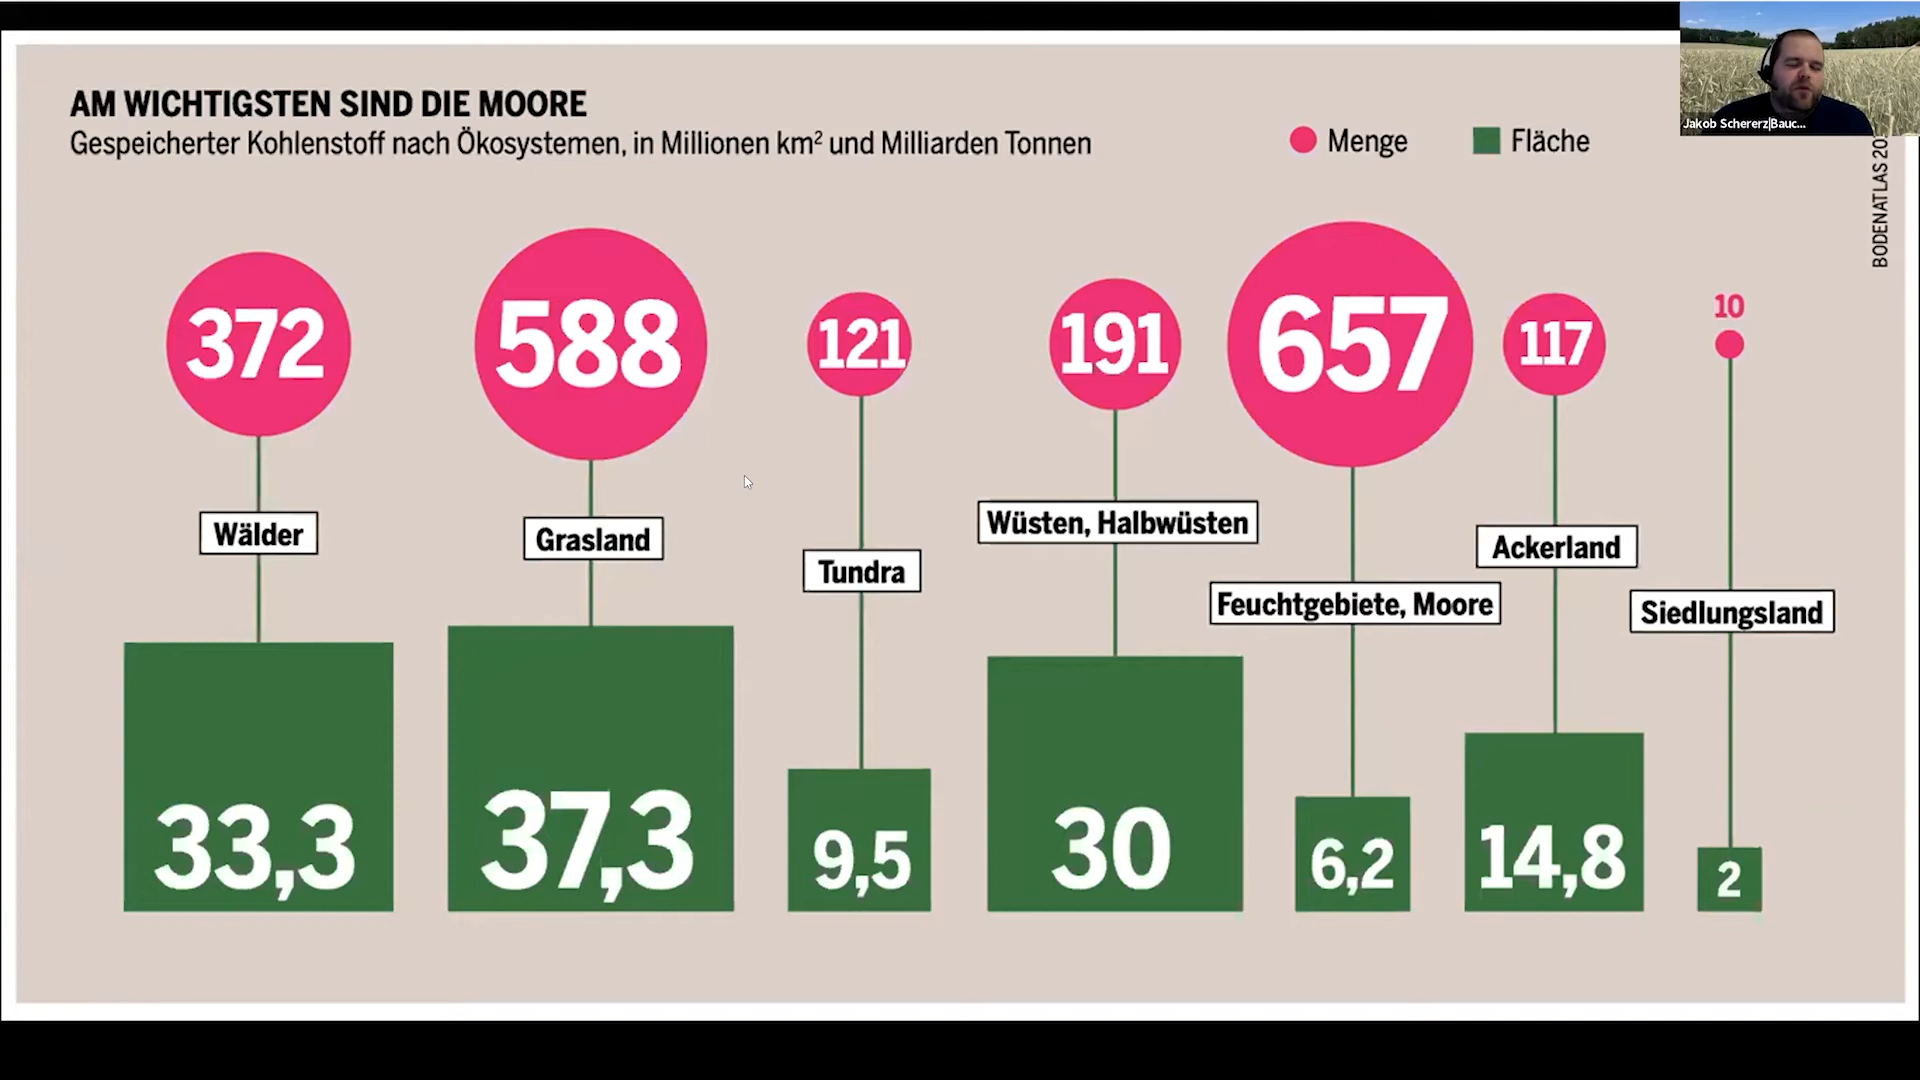 AM WICHTIGSTEN SIND DIE MOORE
Gespeicherter Kohlenstoff nach Ökosystemen, in Millionen km² und Milliarden Tonnen
Menge
Fläche
Jakob Schererz|Bauc...
BODENATLAS 20
372
588
121
191
657
117
10
Wälder
Grasland
Tundra
Wüsten, Halbwüsten
Feuchtgebiete, Moore
Ackerland
Siedlungsland
33,3
37,3
9,5
30
6,2
14,8
2